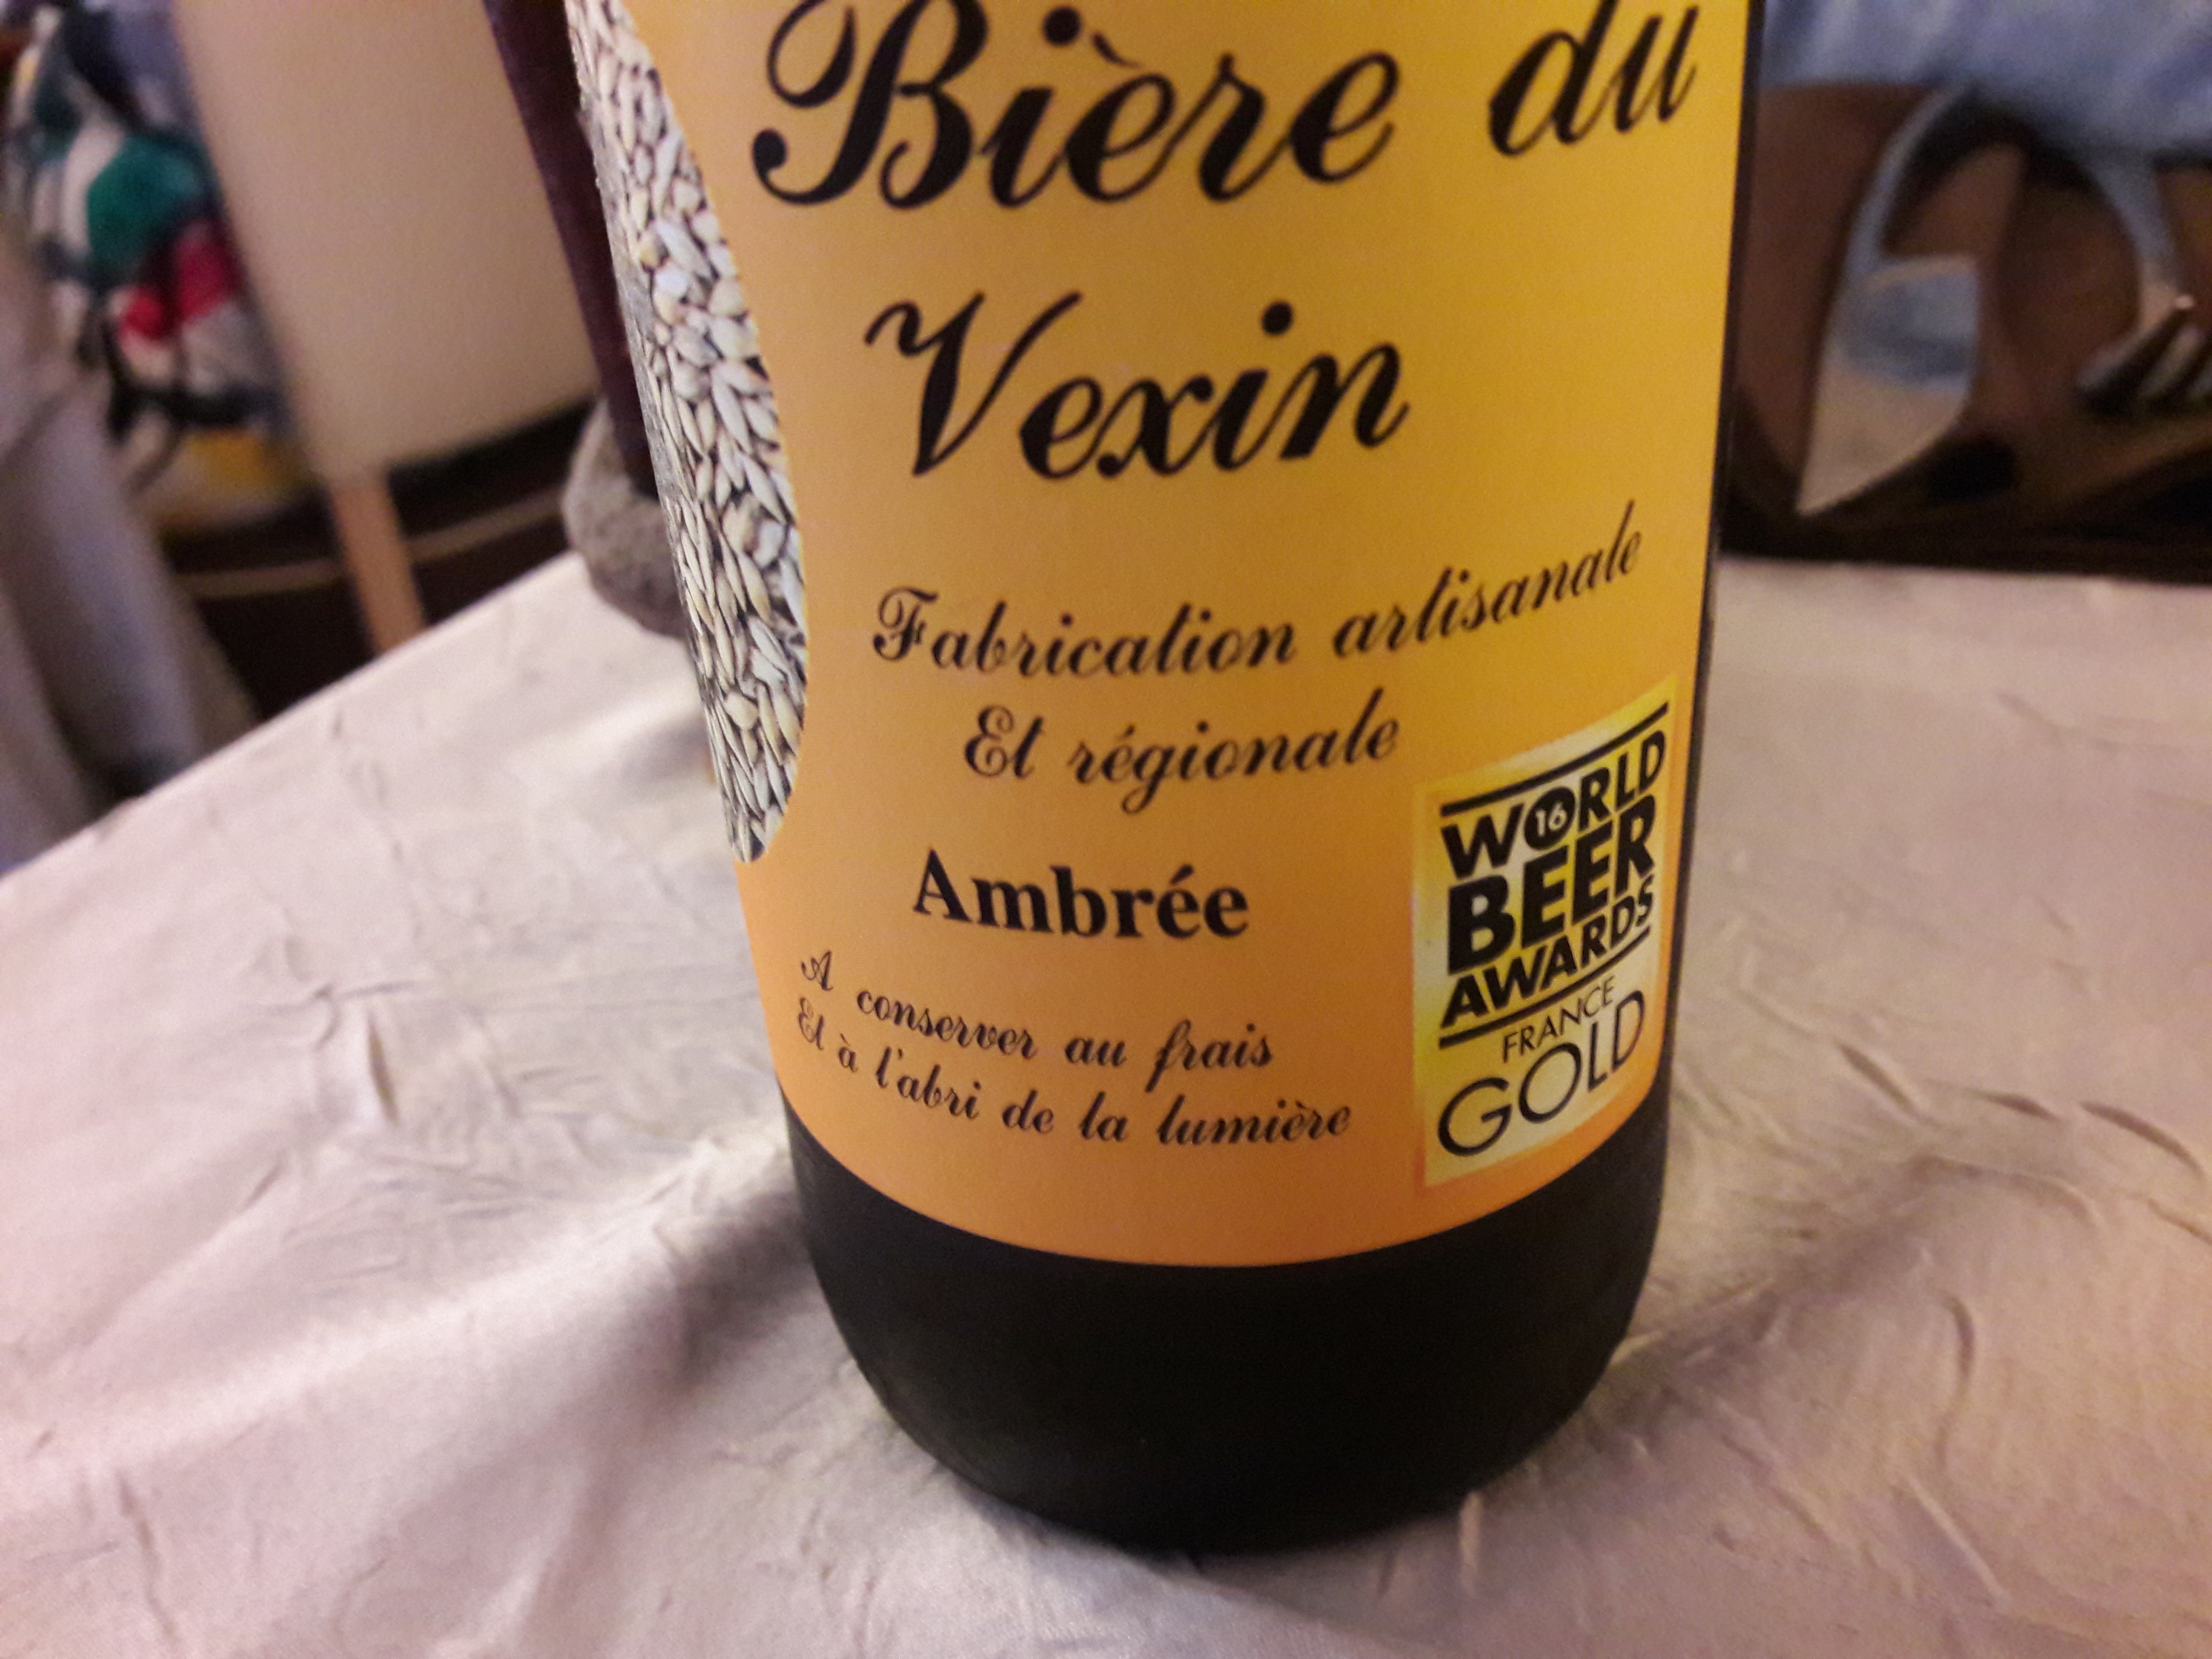 Bière du
Vexin
Fabrication artisanale
Et régionale
Ambrée
A conserver au frais
Et à l'abri de la lumière
WORLD
16
BEER
AWARDS
FRANCE
GOLD